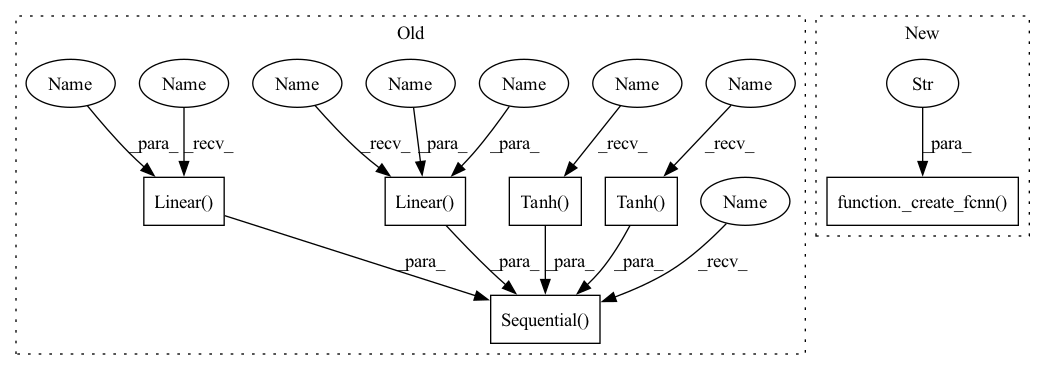 Old
New
Name
Name
Name
Name
Name
Name
Name
Str
_para_
_recv_
_recv_
_para_
_para_
_recv_
_recv_
_para_
Linear()
Linear()
Tanh()
Tanh()
Name
function._create_fcnn()
_para_
_para_
_para_
_para_
_recv_
Sequential()